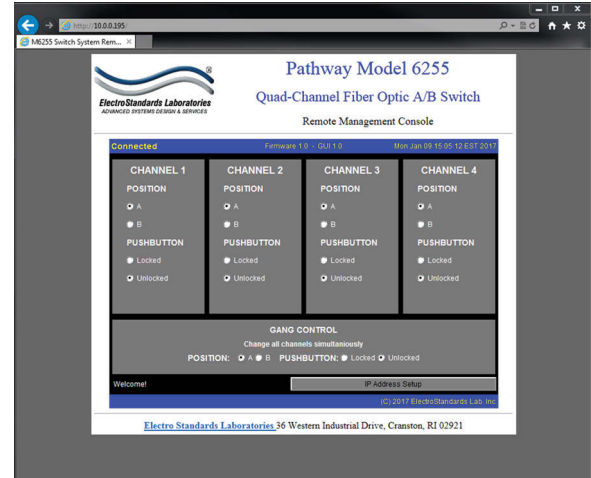 http://10.0.0.195/
M6255 Switch System Rem...
ElectroStandards Laboratories
®
ADVANCED SYSTEMS DESIGN & SERVICES
Pathway Model 6255
Quad-Channel Fiber Optic A/B Switch
Remote Management Console
Connected Firmware 1.0 - GUI 1.0 Mon Jan 09 15:05:12 EST 2017
CHANNEL 1 CHANNEL 2 CHANNEL 3 CHANNEL 4
POSITION POSITION POSITION POSITION
A A A A
B B B B
PUSHBUTTON PUSHBUTTON PUSHBUTTON PUSHBUTTON
Locked Locked Locked Locked
Unlocked Unlocked Unlocked Unlocked
GANG CONTROL
Change all channels simultaniously
POSITION: A B PUSHBUTTON: Locked Unlocked
Welcome! IP Address Setup
(C) 2017 ElectroStandards Lab. Inc
Electro Standards Laboratories 36 Western Industrial Drive, Cranston, RI 02921